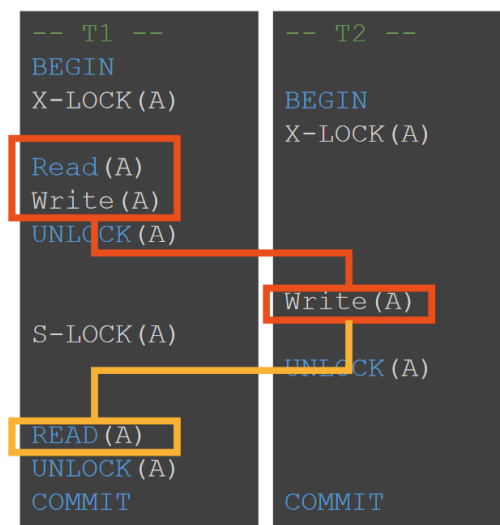 -- T1 --
BEGIN
X-LOCK(A)
Read(A)
Write(A)
UNLOCK(A)
S-LOCK(A)
READ(A)
UNLOCK(A)
COMMIT
-- T2 --
BEGIN
X-LOCK(A)
Write(A)
UNLOCK(A)
COMMIT